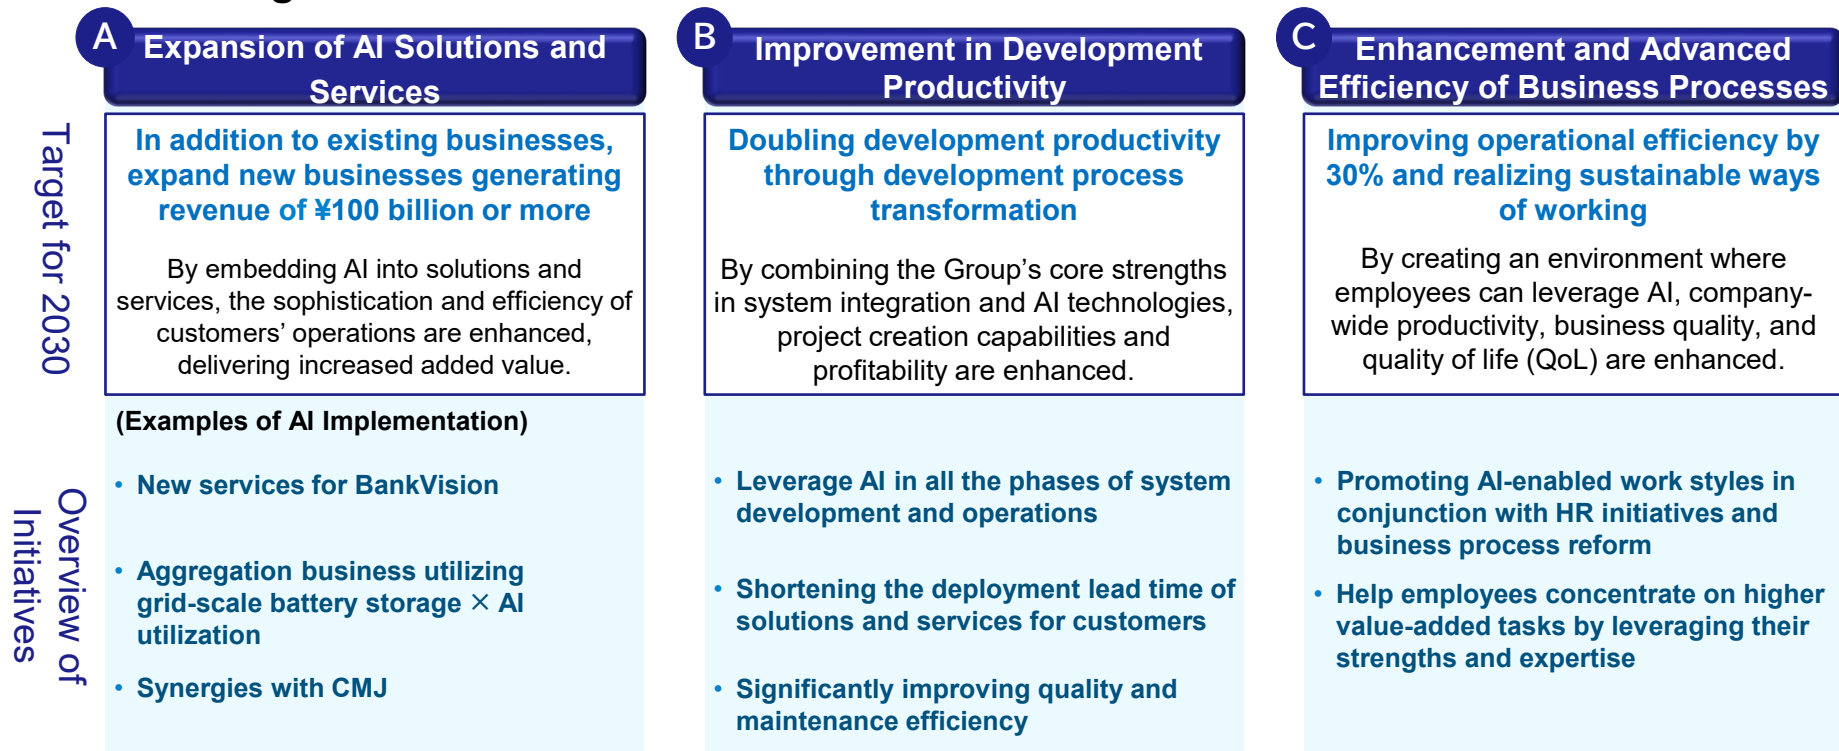 A
Expansion of AI Solutions and
Services
Target for 2030
In addition to existing businesses,
expand new businesses generating
revenue of ¥100 billion or more
By embedding AI into solutions and
services, the sophistication and efficiency of
customers’ operations are enhanced,
delivering increased added value.
Overview of
Initiatives
(Examples of AI Implementation)
• New services for BankVision
• Aggregation business utilizing
grid-scale battery storage × AI
utilization
• Synergies with CMJ
B
Improvement in Development
Productivity
Doubling development productivity
through development process
transformation
By combining the Group’s core strengths
in system integration and AI technologies,
project creation capabilities and
profitability are enhanced.
• Leverage AI in all the phases of system
development and operations
• Shortening the deployment lead time of
solutions and services for customers
• Significantly improving quality and
maintenance efficiency
C
Enhancement and Advanced
Efficiency of Business Processes
Improving operational efficiency by
30% and realizing sustainable ways
of working
By creating an environment where
employees can leverage AI, company-
wide productivity, business quality, and
quality of life (QoL) are enhanced.
• Promoting AI-enabled work styles in
conjunction with HR initiatives and
business process reform
• Help employees concentrate on higher
value-added tasks by leveraging their
strengths and expertise